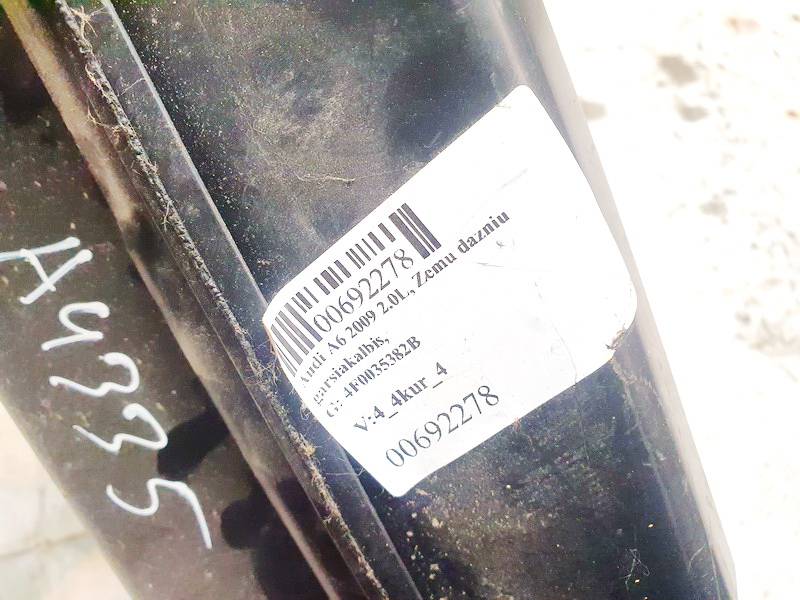 00692278
Audi A6 2009 2.0L, Zemu dazniu
garsiakalbis,
G: 4F0035382B
V:4_4kur_4
00692278
A4335